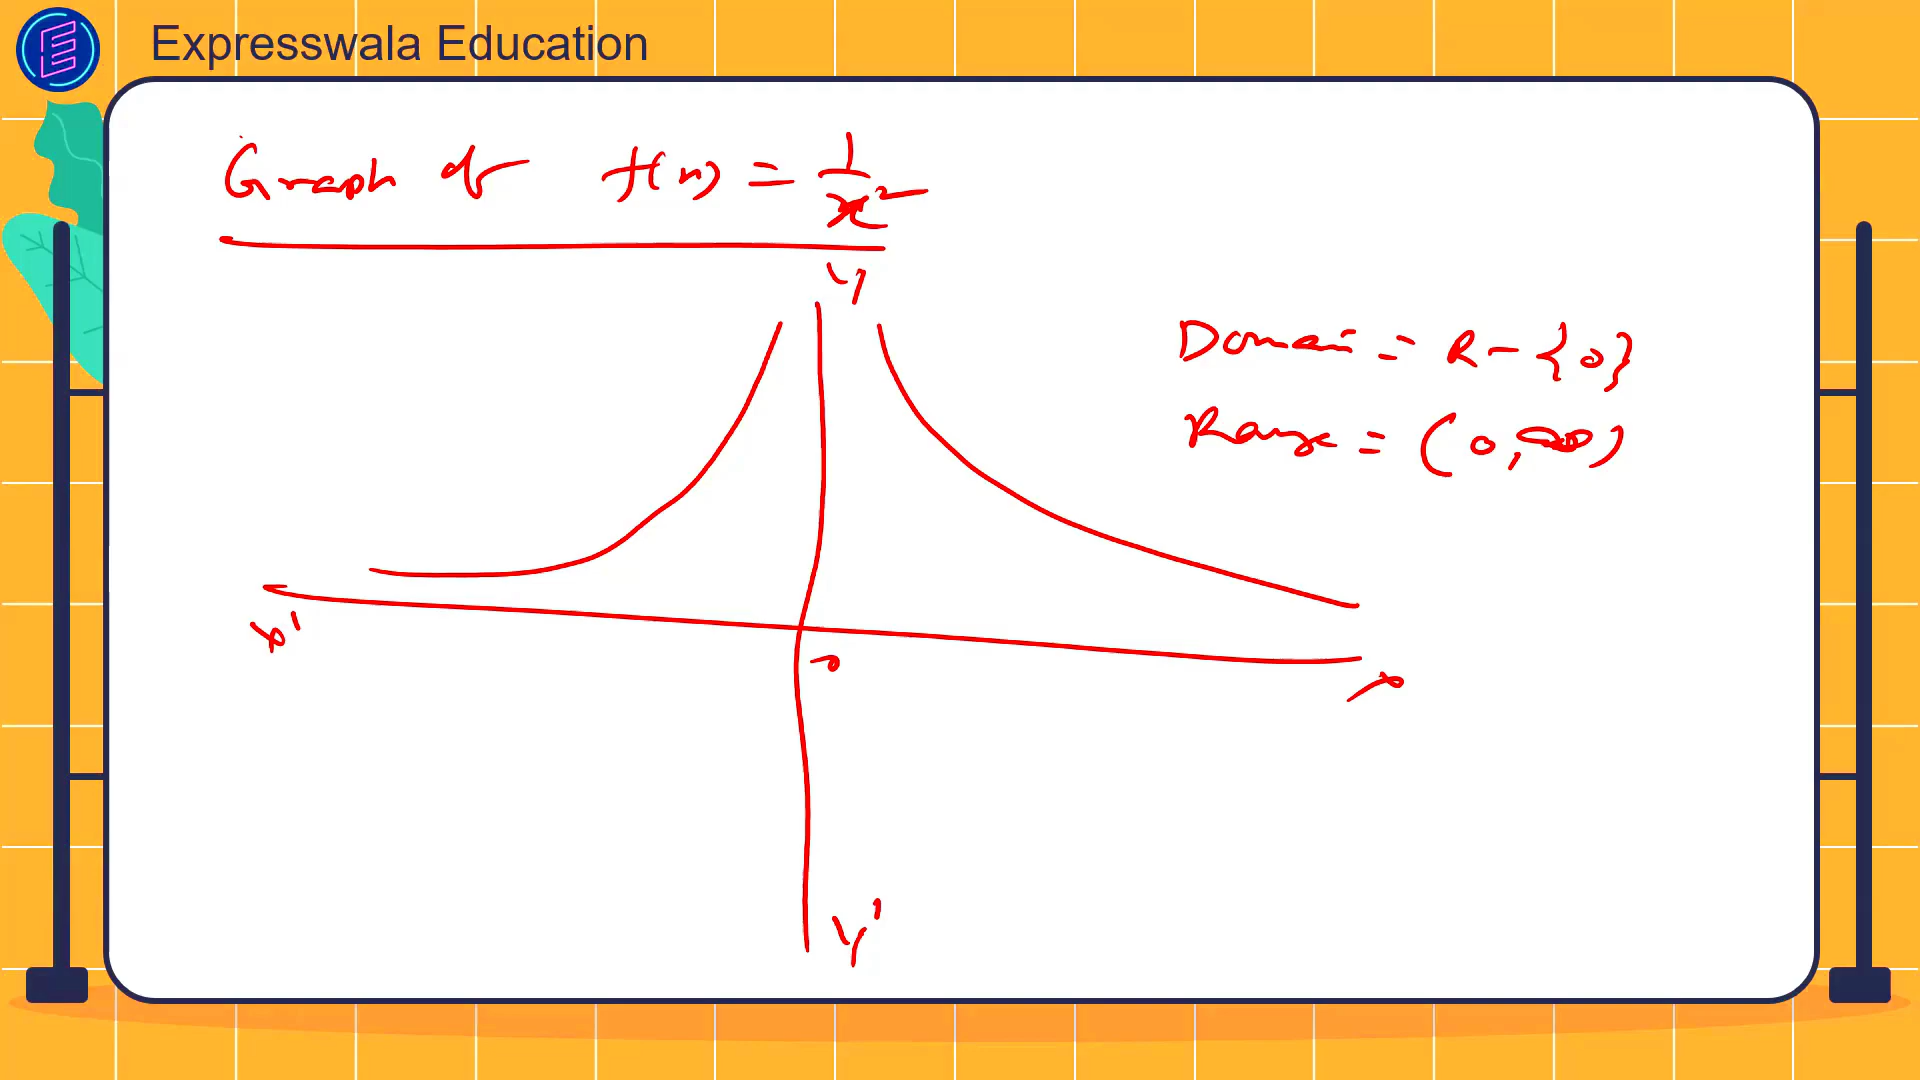 Expresswala Education
Graph of f(x) = 1/x²
Y
Domain = R - {0}
Range = (0, ∞)
X'
0
X
Y'